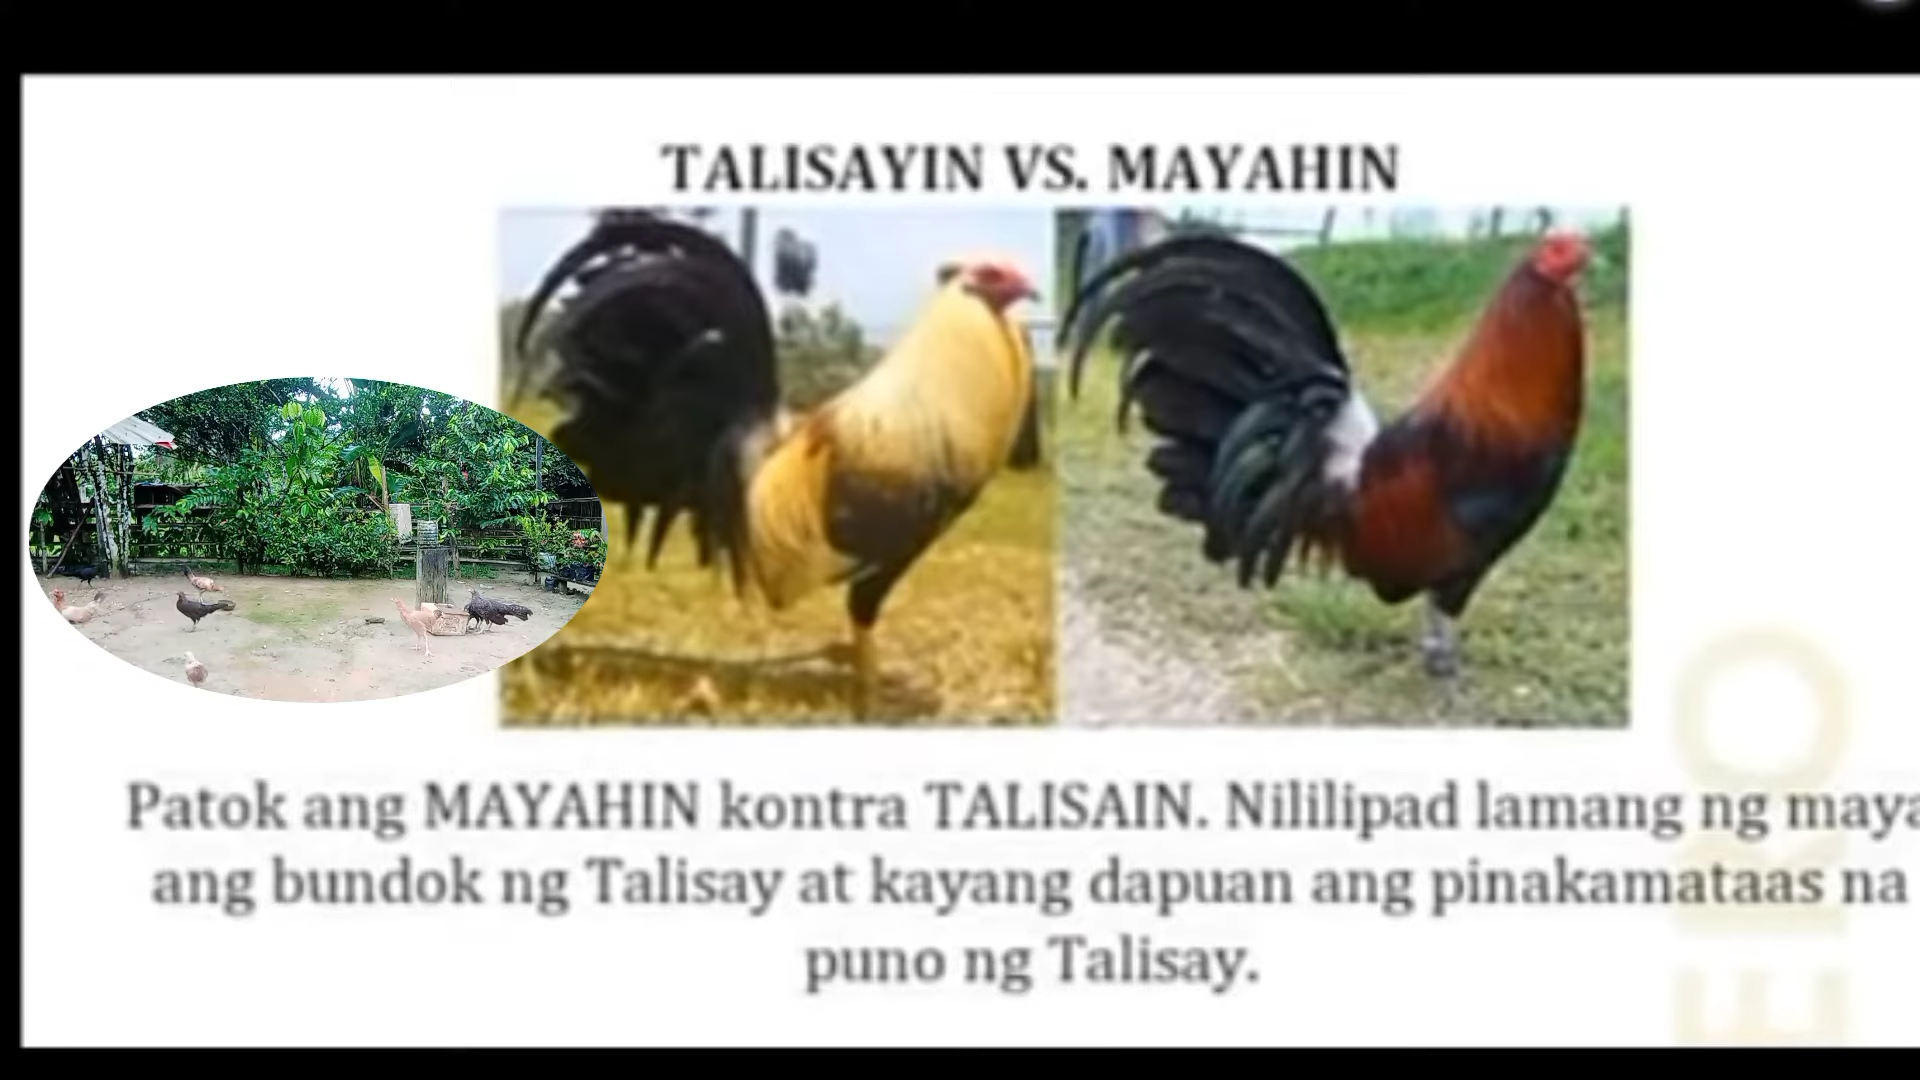 TALISAYIN VS. MAYAHIN
Patok ang MAYAHIN kontra TALISAIN. Nililipad lamang ng maya
ang bundok ng Talisay at kayang dapuan ang pinakamataas na
puno ng Talisay.